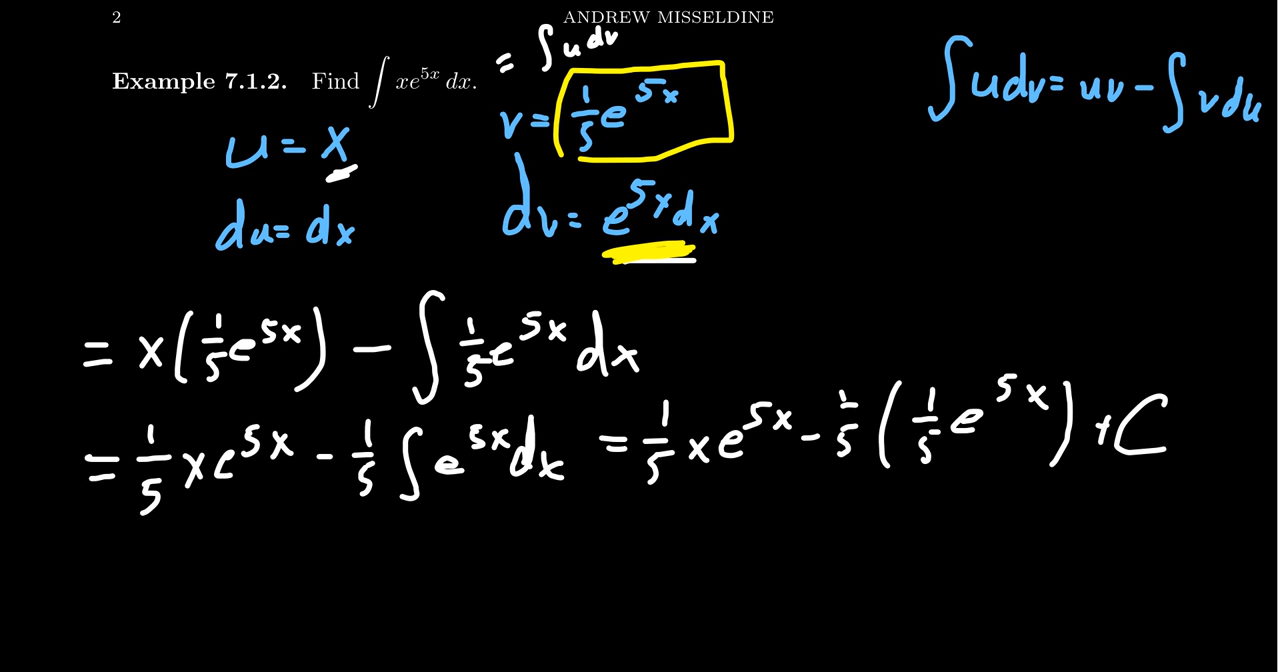 2 ANDREW MISSELDINE
Example 7.1.2. Find ∫ xe^{5x} dx. = ∫ u dv
∫ u dv = uv - ∫ v du
u = x v = 1/5 e^{5x}
du = dx dv = e^{5x} dx
= x(1/5 e^{5x}) - ∫ 1/5 e^{5x} dx
= 1/5 x e^{5x} - 1/5 ∫ e^{5x} dx = 1/5 x e^{5x} - 1/5 (1/5 e^{5x}) + C